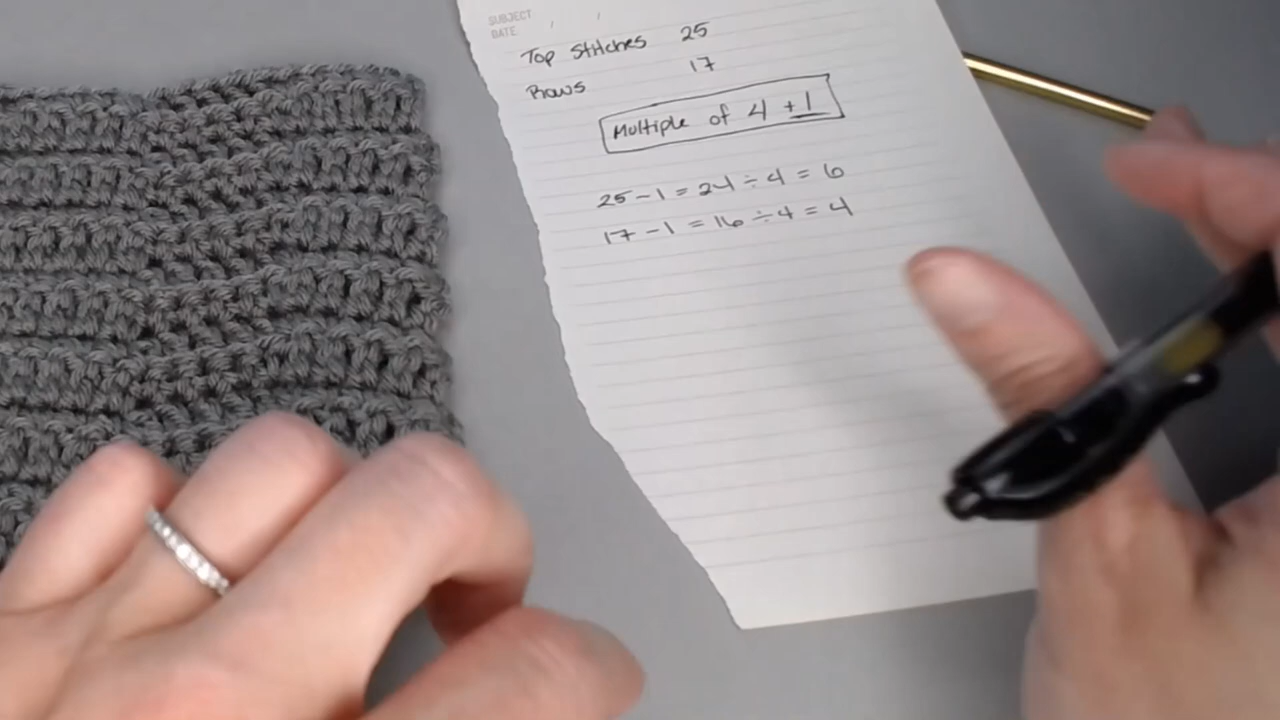 SUBJECT
DATE / /
Top Stitches 25
Rows 17
Multiple of 4 +1
25 - 1 = 24 ÷ 4 = 6
17 - 1 = 16 ÷ 4 = 4